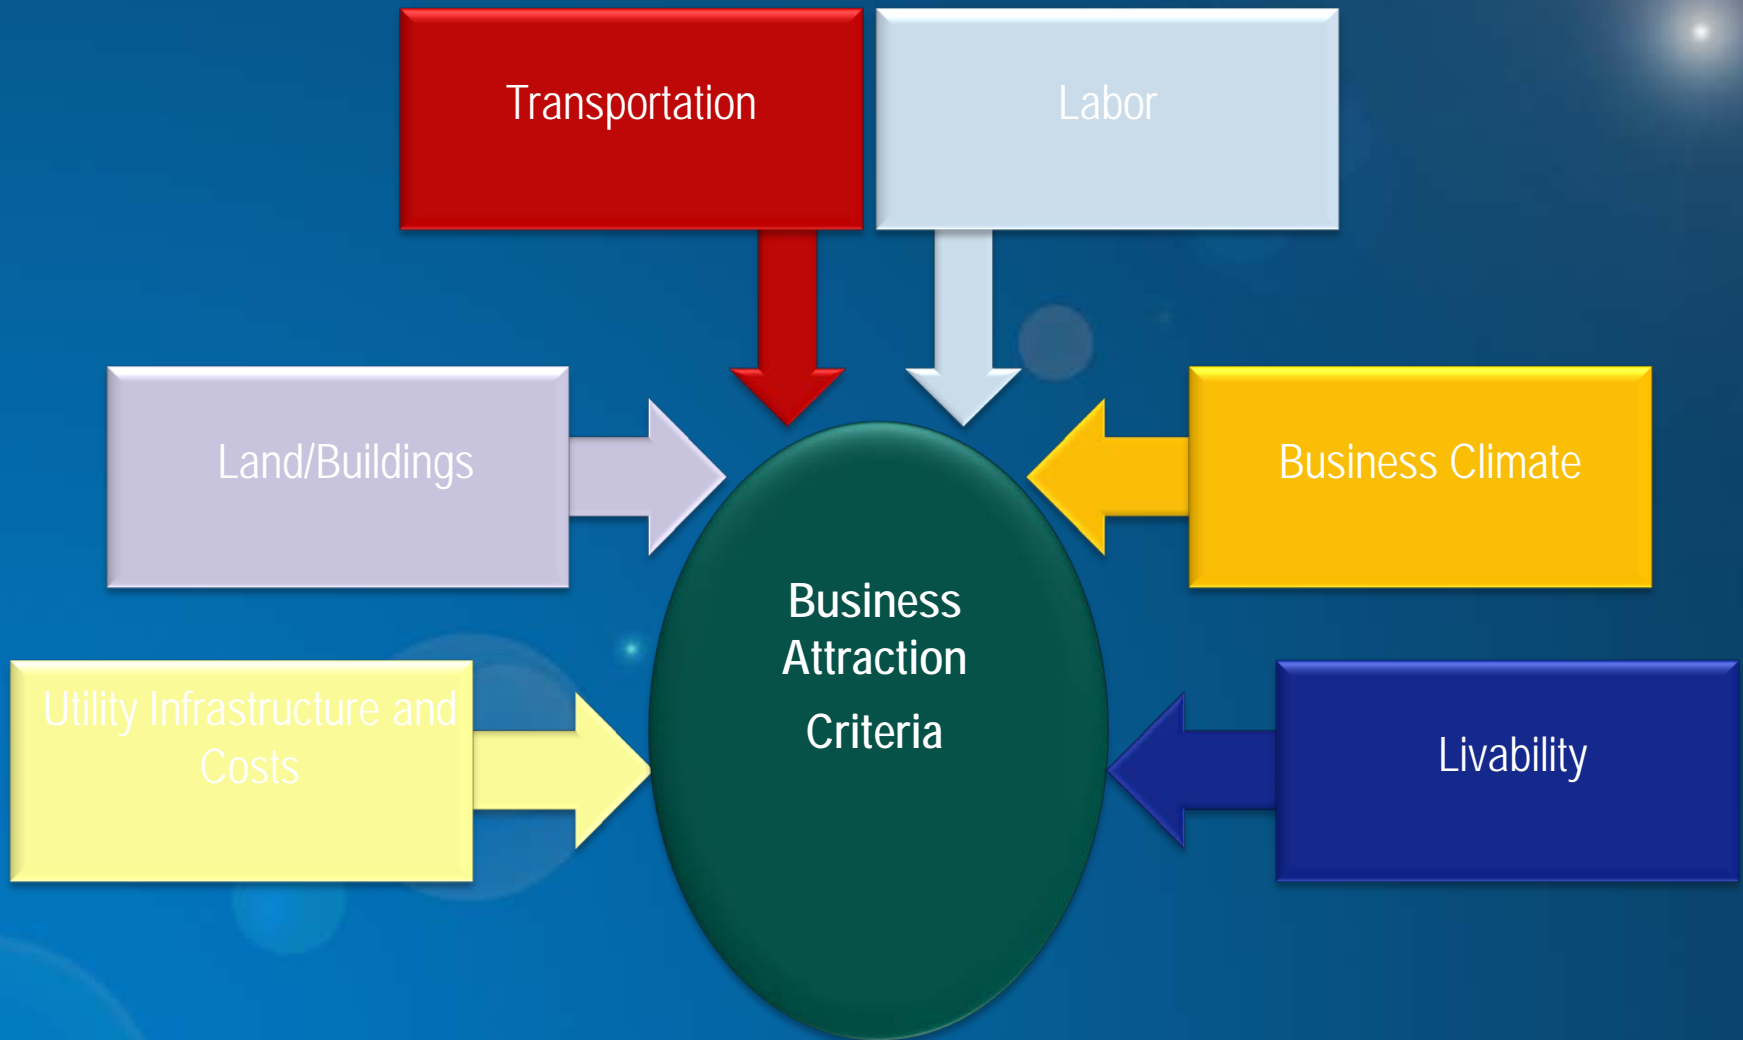 Transportation
Labor
Land/Buildings
Business Climate
Business
Attraction
Criteria
Utility Infrastructure and
Costs
Livability